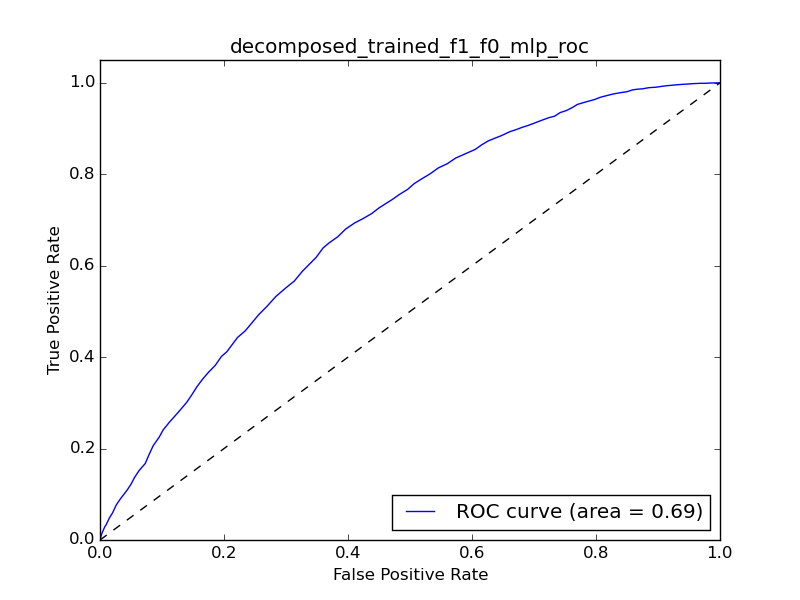 decomposed_trained_f1_f0_mlp_roc
1.0
0.8
0.6
0.4
0.2
0.0
True Positive Rate
ROC curve (area = 0.69)
0.0 0.2 0.4 0.6 0.8 1.0
False Positive Rate